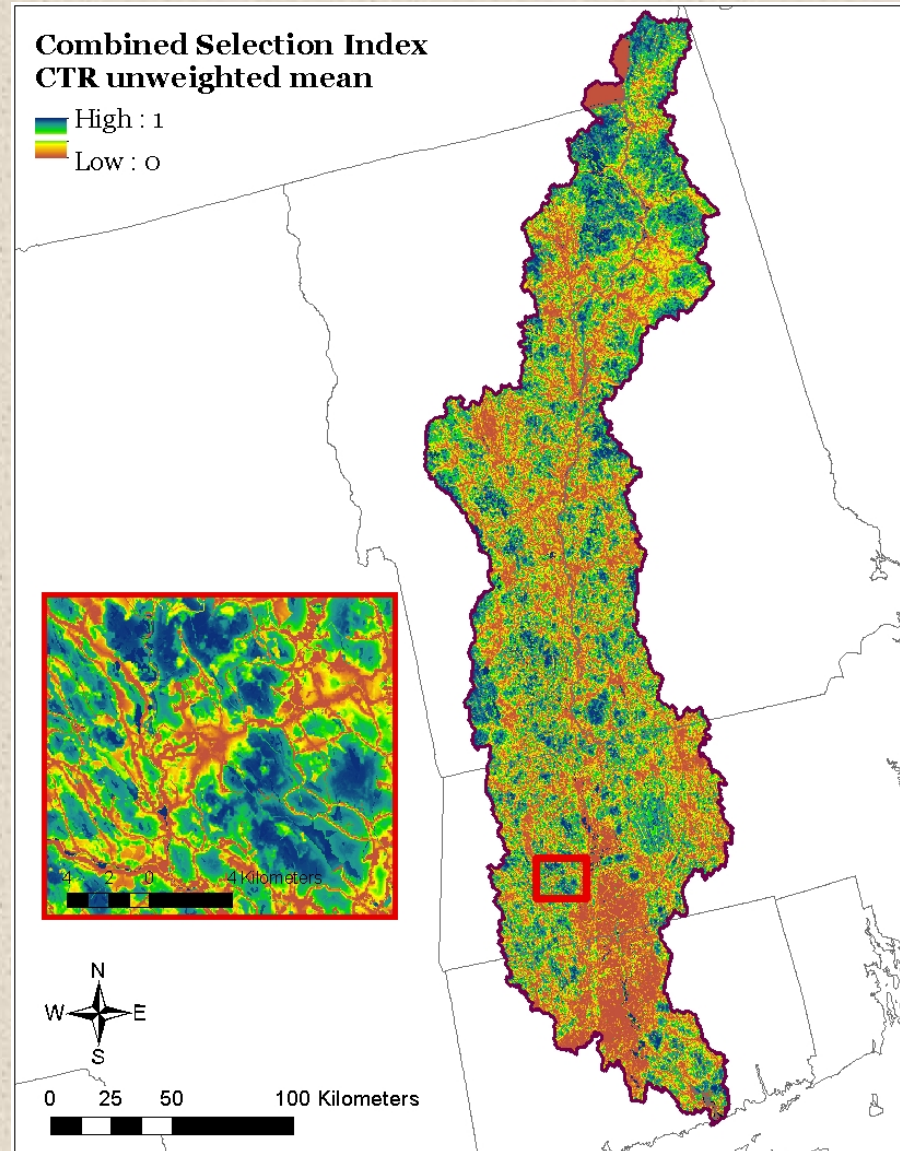 Combined Selection Index
CTR unweighted mean
High : 1
Low : 0
4 2 0 4 Kilometers
N
W E
S
0 25 50 100 Kilometers